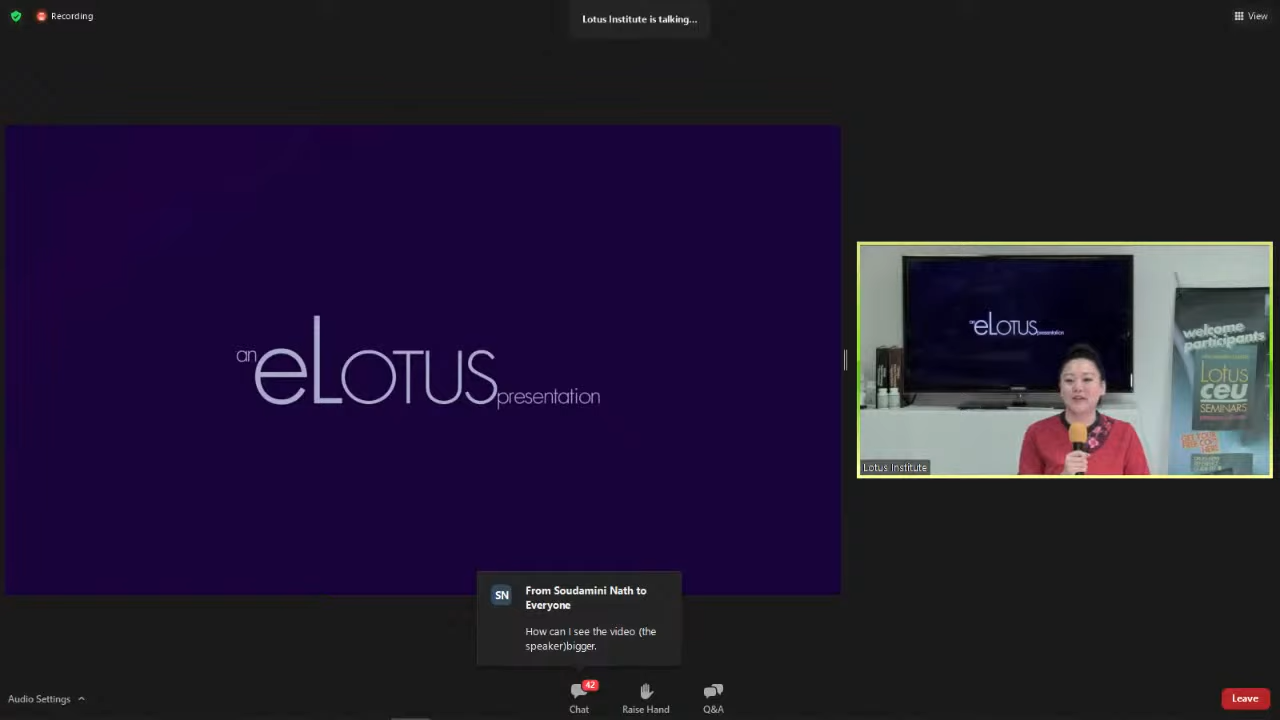 Recording
Lotus Institute is talking...
View
an eLOTUS presentation
eLOTUS presentation
welcome
participants
Lotus
ceu
SEMINARS
Lotus Institute
SN
From Soudamini Nath to
Everyone
How can I see the video (the
speaker)bigger.
Audio Settings
42
Chat
Raise Hand
Q&A
Leave